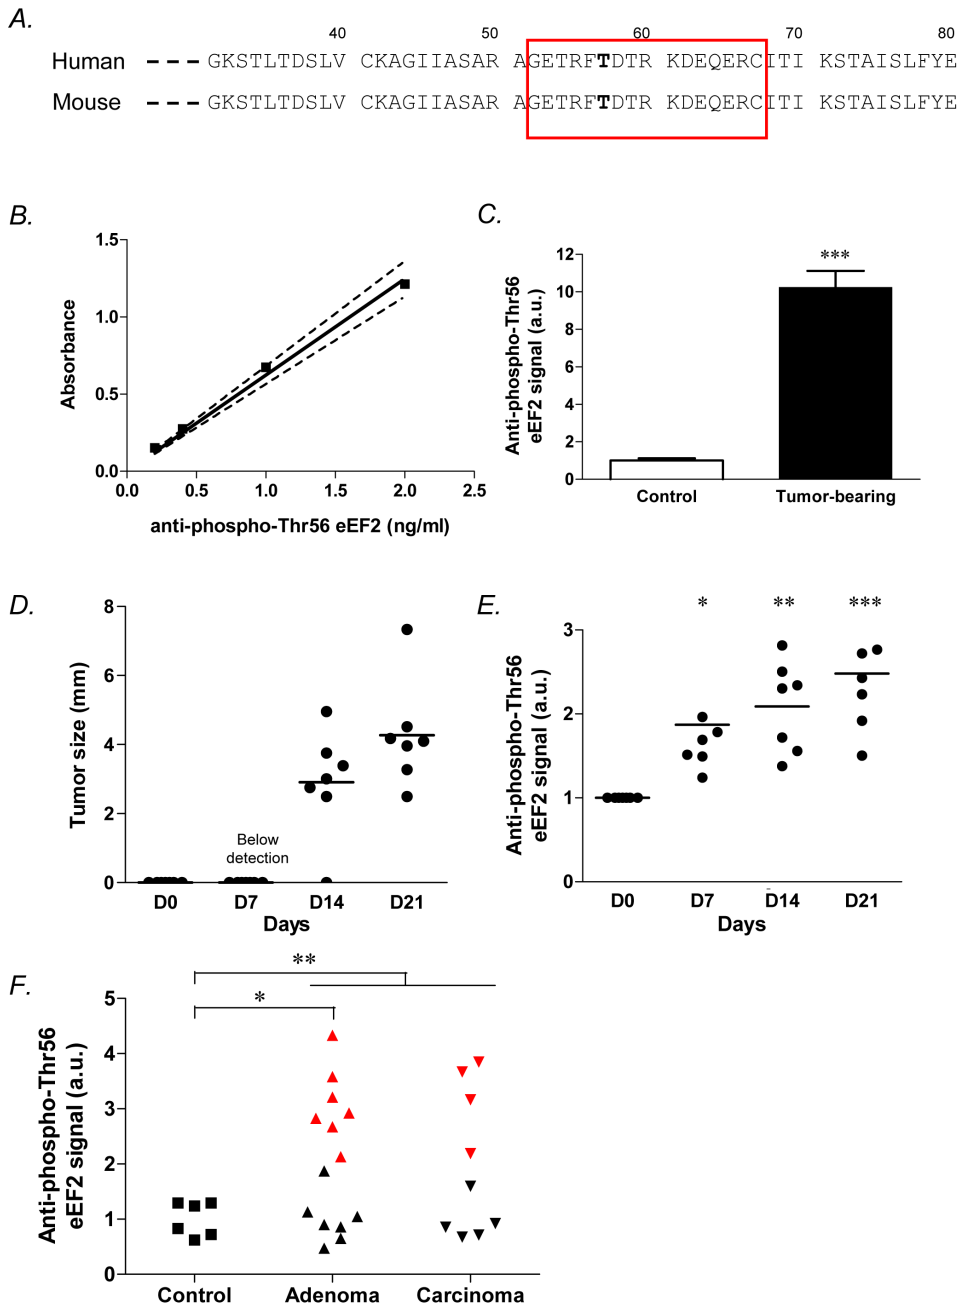 A.
40 50 60 70 80
Human --- GKSTLTDSLV CKAGIIASAR AGETRFTDTR KDEQERCITI KSTAISLFYE
Mouse --- GKSTLTDSLV CKAGIIASAR AGETRFTDTR KDEQERCITI KSTAISLFYE
B.
Absorbance
1.5
1.0
0.5
0.0
0.0 0.5 1.0 1.5 2.0 2.5
anti-phospho-Thr56 eEF2 (ng/ml)
C.
Anti-phospho-Thr56
eEF2 signal (a.u.)
12
10
8
6
4
2
0
***
Control Tumor-bearing
D.
Tumor size (mm)
8
6
4
2
0
Below
detection
D0 D7 D14 D21
Days
E.
Anti-phospho-Thr56
eEF2 signal (a.u.)
* ** ***
3
2
1
0
D0 D7 D14 D21
Days
F.
Anti-phospho-Thr56
eEF2 signal (a.u.)
**
*
5
4
3
2
1
0
Control Adenoma Carcinoma